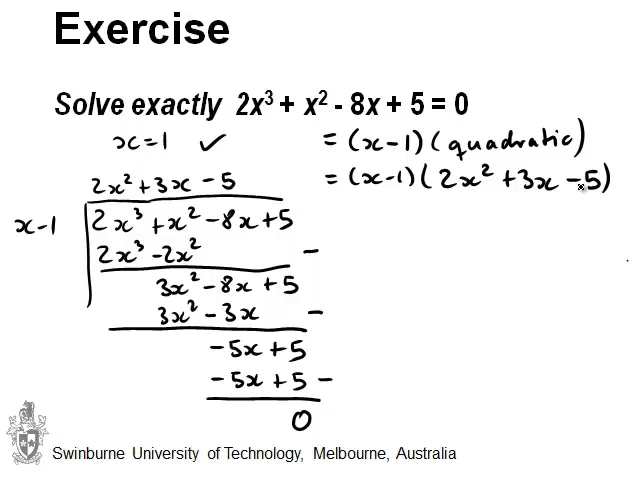 Exercise
Solve exactly 2x³ + x² - 8x + 5 = 0
x=1 ✓ = (x-1)(quadratic)
2x² + 3x - 5 = (x-1)(2x² + 3x - 5)
x-1 2x³ + x² - 8x + 5
2x³ - 2x² -
3x² - 8x + 5
3x² - 3x -
-5x + 5
-5x + 5 -
0
Swinburne University of Technology, Melbourne, Australia